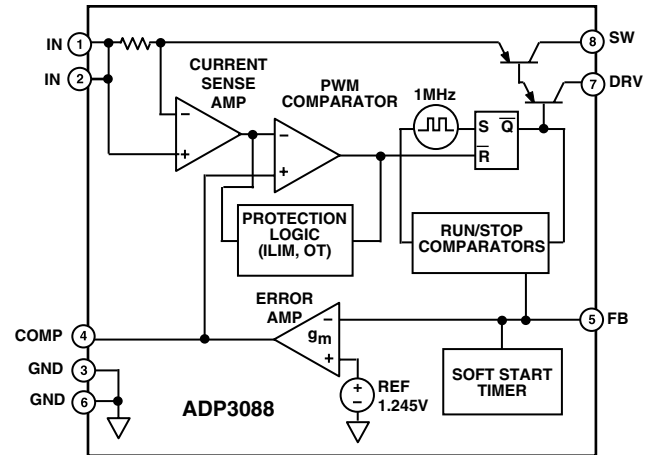 IN 1
IN 2
8 SW
7 DRV
CURRENT
SENSE
AMP
−
+
PWM
COMPARATOR
−
+
1MHz
S Q̅
R̅
PROTECTION
LOGIC
(ILIM, OT)
RUN/STOP
COMPARATORS
ERROR
AMP
gm
−
+
COMP 4
GND 3
GND 6
5 FB
+
−
REF
1.245V
SOFT START
TIMER
ADP3088